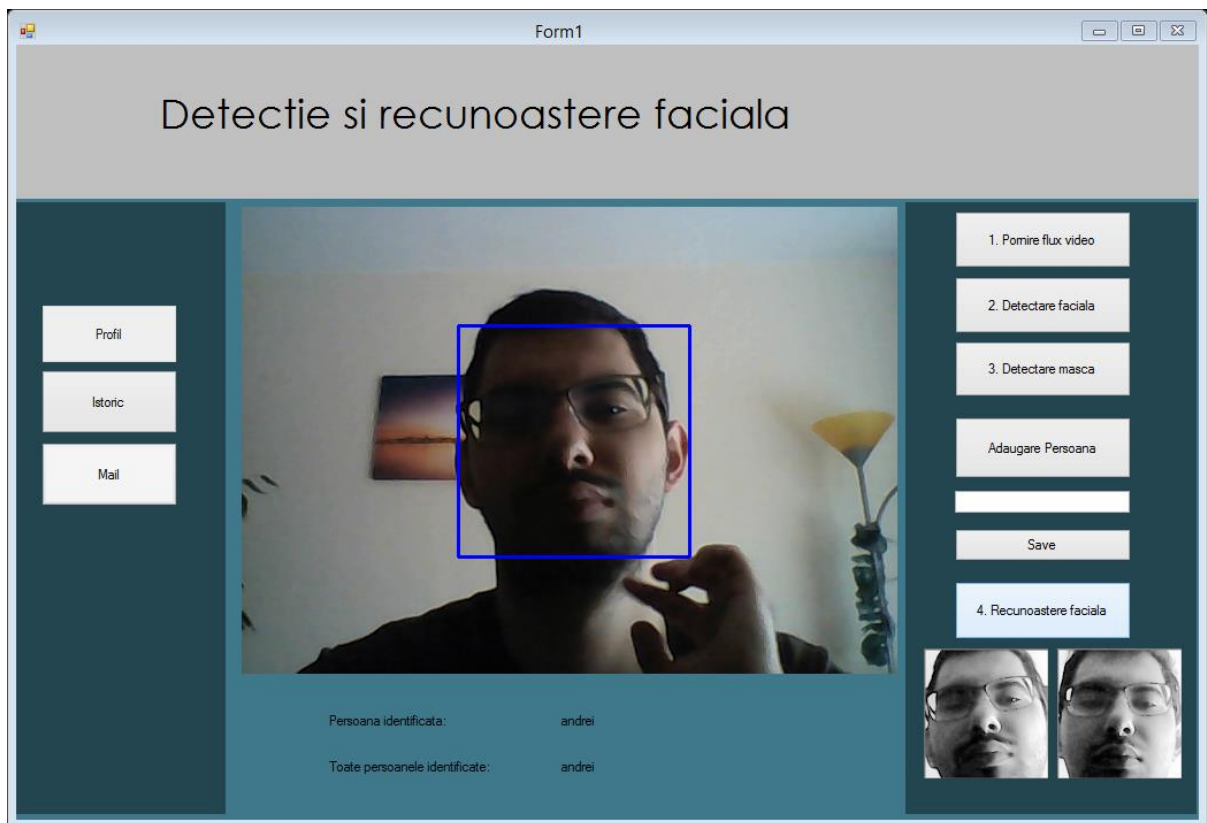 Form1
Detectie si recunoastere faciala
Profil
Istoric
Mail
1. Pornire flux video
2. Detectare faciala
3. Detectare masca
Adaugare Persoana
Save
4. Recunoastere faciala
Persoana identificata: andrei
Toate persoanele identificate: andrei